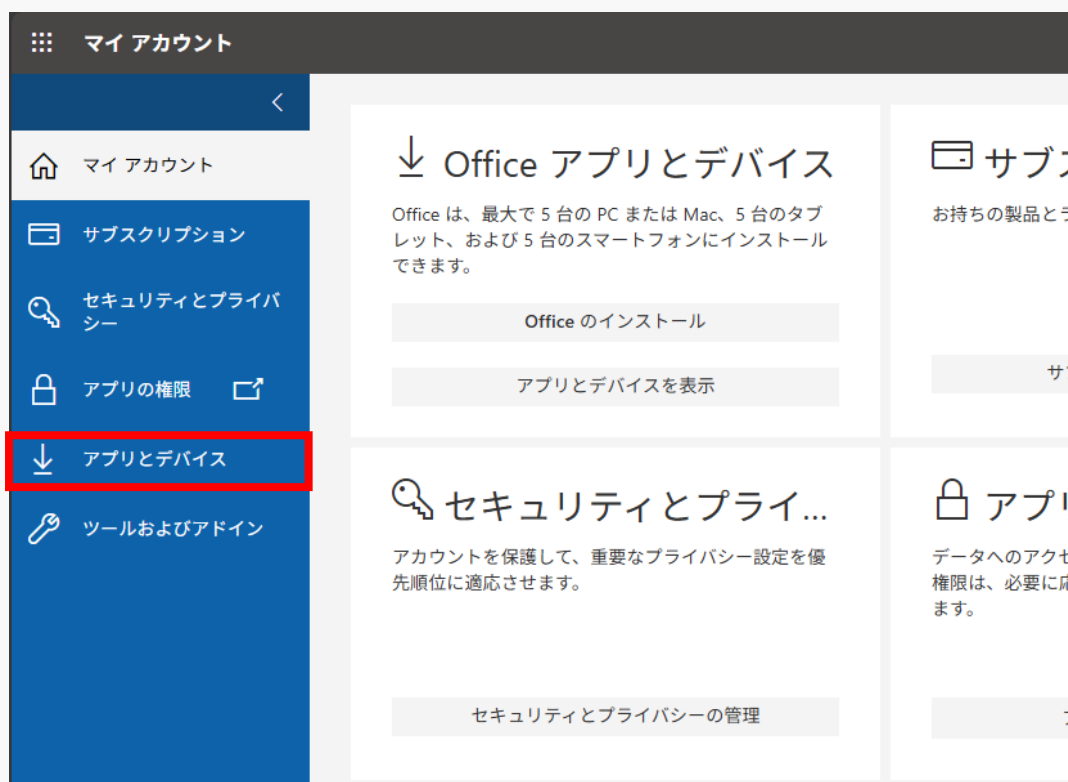 マイ アカウント
マイ アカウント
サブスクリプション
セキュリティとプライバ
シー
アプリの権限
アプリとデバイス
ツールおよびアドイン
Office アプリとデバイス
Office は、最大で 5 台の PC または Mac、5 台のタブ
レット、および 5 台のスマートフォンにインストール
できます。
Office のインストール
アプリとデバイスを表示
サブ
お持ちの製品と
サ
セキュリティとプライ...
アカウントを保護して、重要なプライバシー設定を優
先順位に適応させます。
セキュリティとプライバシーの管理
アプ
データへのアクセ
権限は、必要に
ます。